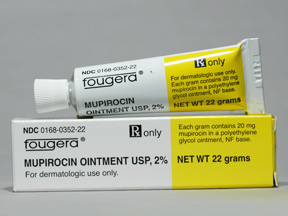 NDC 0168-0352-22
fougera®
MUPIROCIN
OINTMENT USP, 2%
Rx only
For dermatologic use only.
Each gram contains 20 mg
mupirocin in a polyethylene
glycol ointment, NF base.
NET WT 22 grams
NDC 0168-0352-22
fougera®
MUPIROCIN OINTMENT USP, 2%
For dermatologic use only.
Rx only
Each gram contains 20 mg
mupirocin in a polyethylene
glycol ointment, NF base.
NET WT 22 grams